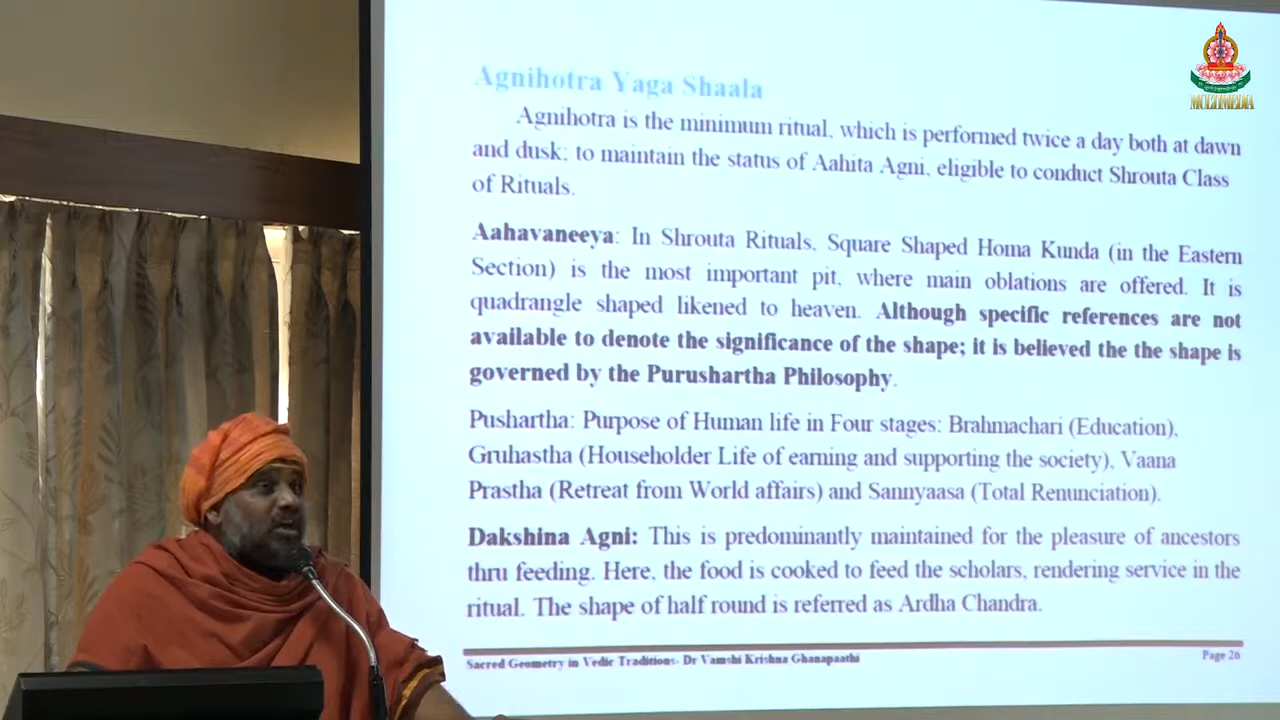 MULTIMEDIA
Agnihotra Yaga Shaala
Agnihotra is the minimum ritual, which is performed twice a day both at dawn
and dusk; to maintain the status of Aahita Agni, eligible to conduct Shrouta Class
of Rituals.
Aahavaneeya: In Shrouta Rituals, Square Shaped Homa Kunda (in the Eastern
Section) is the most important pit, where main oblations are offered. It is
quadrangle shaped likened to heaven. Although specific references are not
available to denote the significance of the shape; it is believed the the shape is
governed by the Purushartha Philosophy.
Pushartha: Purpose of Human life in Four stages: Brahmachari (Education),
Gruhastha (Householder Life of earning and supporting the society), Vaana
Prastha (Retreat from World affairs) and Sannyaasa (Total Renunciation).
Dakshina Agni: This is predominantly maintained for the pleasure of ancestors
thru feeding. Here, the food is cooked to feed the scholars, rendering service in the
ritual. The shape of half round is referred as Ardha Chandra.
Sacred Geometry in Vedic Traditions- Dr Vamshi Krishna Ghanapaathi
Page 26